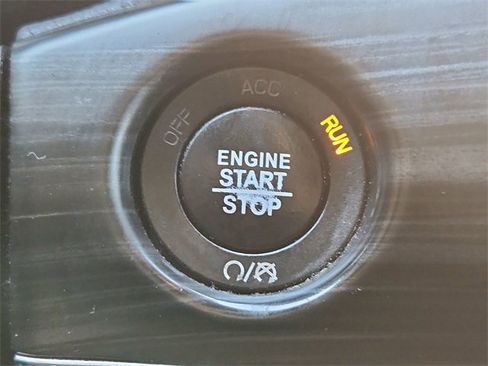 ACC
OFF
RUN
ENGINE
START
STOP